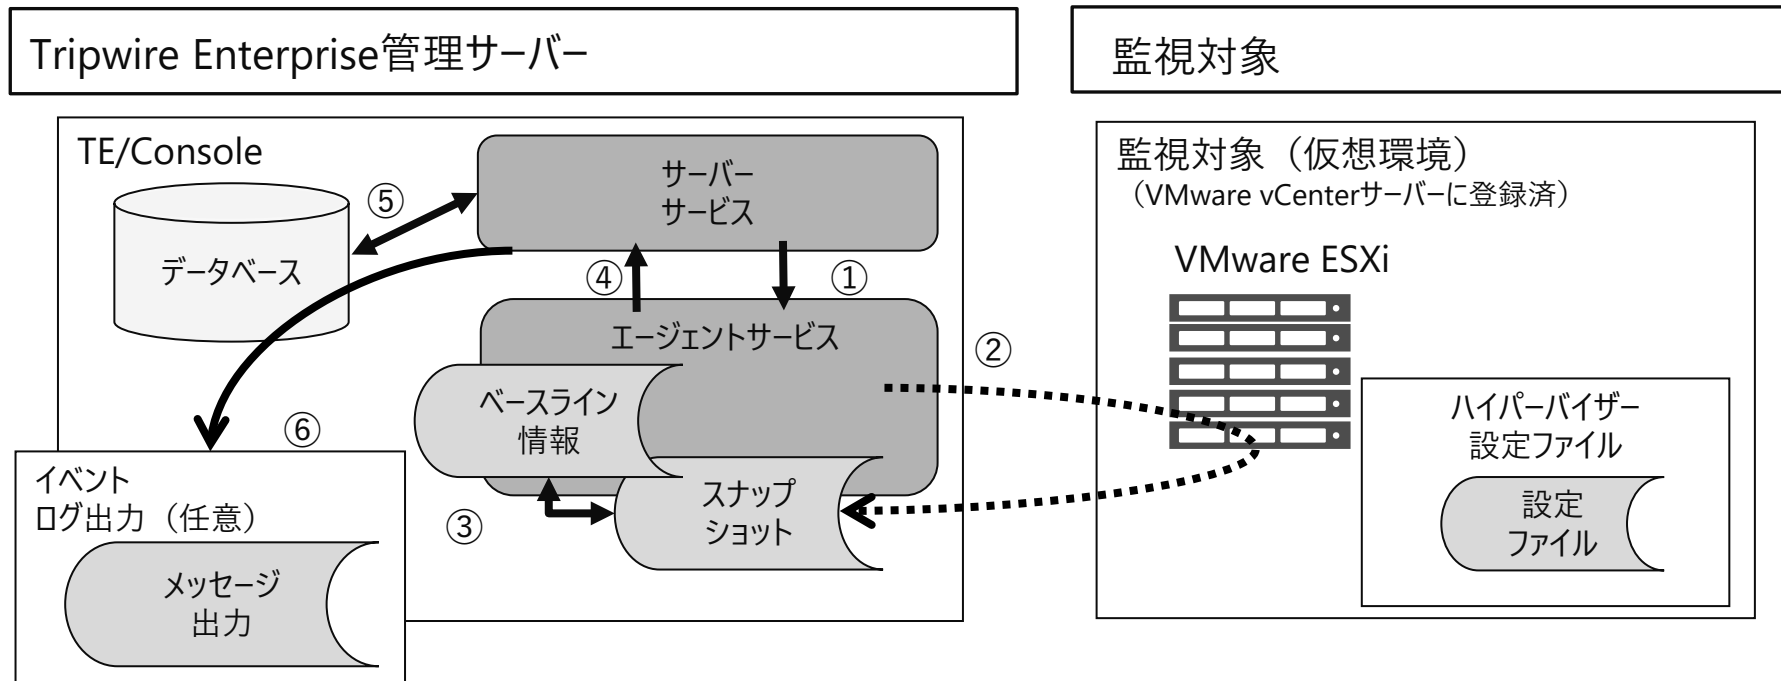 Tripwire Enterprise管理サーバー
監視対象
TE/Console
サーバー
サービス
⑤
データベース
④
①
エージェントサービス
②
ベースライン
情報
⑥
スナップ
ショット
③
イベント
ログ出力（任意）
メッセージ
出力
監視対象（仮想環境）
（VMware vCenterサーバーに登録済）
VMware ESXi
ハイパーバイザー
設定ファイル
設定
ファイル